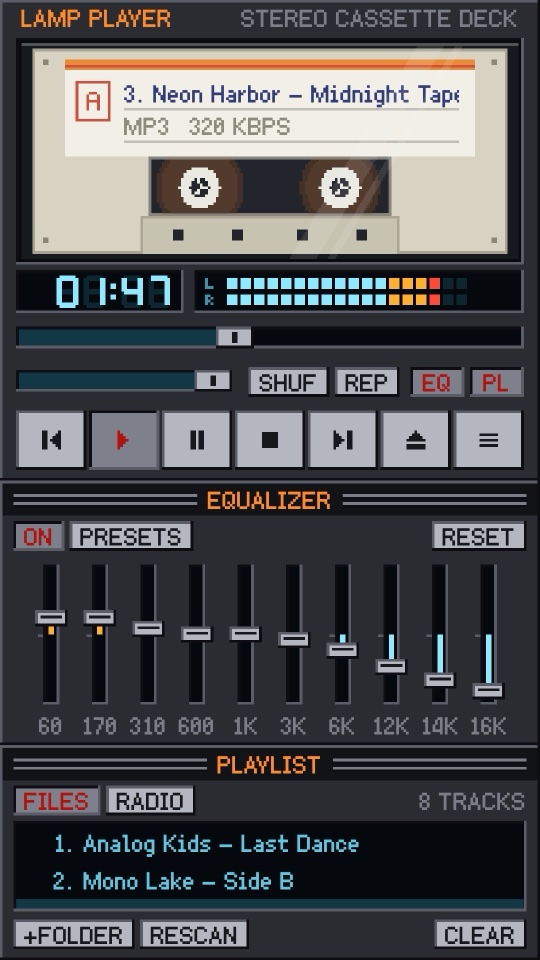 LAMP PLAYER STEREO CASSETTE DECK
A 3. Neon Harbor – Midnight Tape
MP3 320 KBPS
01:47
L
R
SHUF REP EQ PL
EQUALIZER
ON PRESETS RESET
60 170 310 600 1K 3K 6K 12K 14K 16K
PLAYLIST
FILES RADIO 8 TRACKS
1. Analog Kids – Last Dance
2. Mono Lake – Side B
+FOLDER RESCAN CLEAR